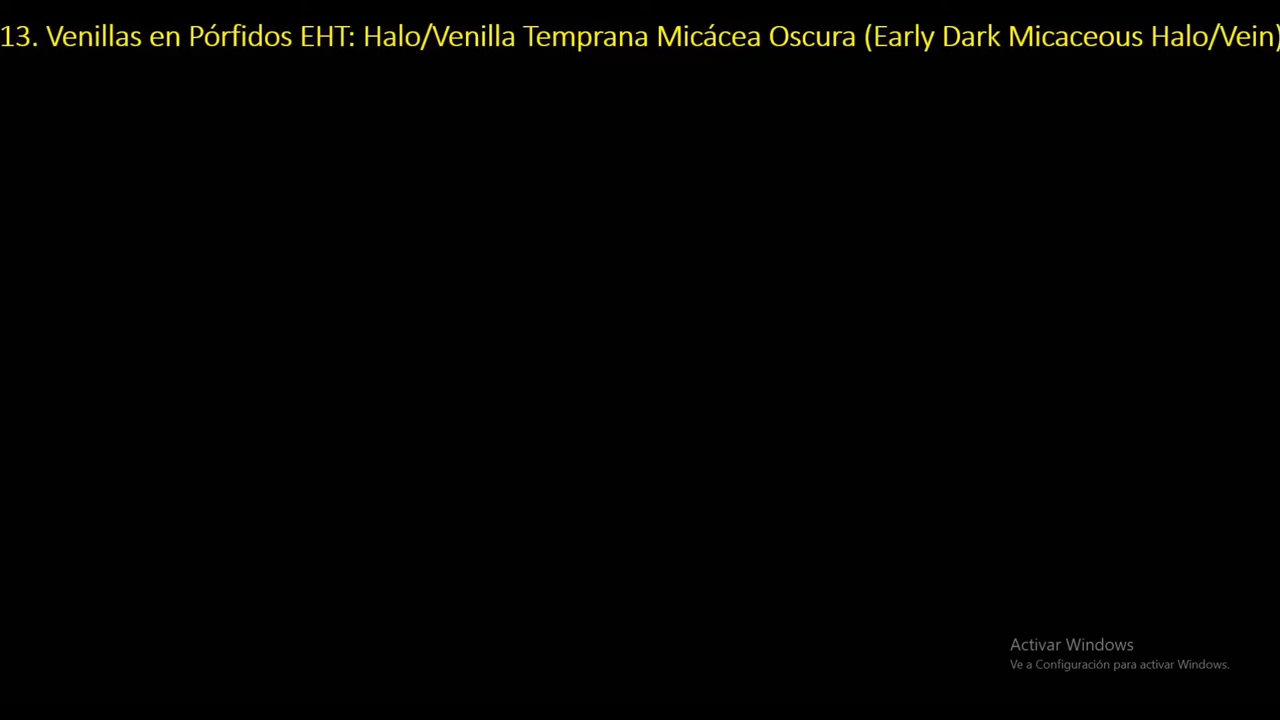 13. Venillas en Pórfidos EHT: Halo/Venilla Temprana Micácea Oscura (Early Dark Micaceous Halo/Vein)
Activar Windows
Ve a Configuración para activar Windows.